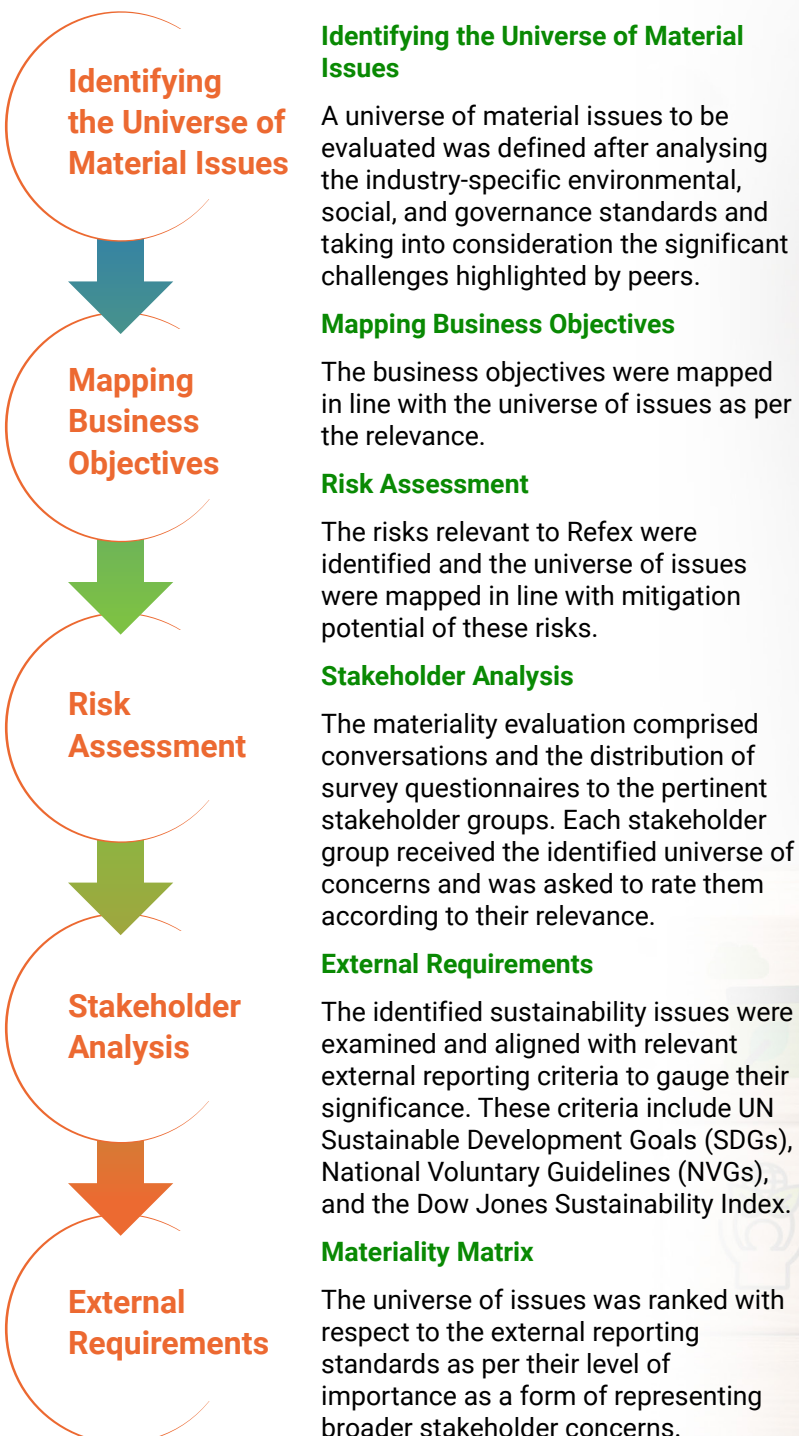 Identifying
the Universe of
Material Issues
Mapping
Business
Objectives
Risk
Assessment
Stakeholder
Analysis
External
Requirements
Identifying the Universe of Material
Issues
A universe of material issues to be
evaluated was defined after analysing
the industry-specific environmental,
social, and governance standards and
taking into consideration the significant
challenges highlighted by peers.
Mapping Business Objectives
The business objectives were mapped
in line with the universe of issues as per
the relevance.
Risk Assessment
The risks relevant to Refex were
identified and the universe of issues
were mapped in line with mitigation
potential of these risks.
Stakeholder Analysis
The materiality evaluation comprised
conversations and the distribution of
survey questionnaires to the pertinent
stakeholder groups. Each stakeholder
group received the identified universe of
concerns and was asked to rate them
according to their relevance.
External Requirements
The identified sustainability issues were
examined and aligned with relevant
external reporting criteria to gauge their
significance. These criteria include UN
Sustainable Development Goals (SDGs),
National Voluntary Guidelines (NVGs),
and the Dow Jones Sustainability Index.
Materiality Matrix
The universe of issues was ranked with
respect to the external reporting
standards as per their level of
importance as a form of representing
broader stakeholder concerns.